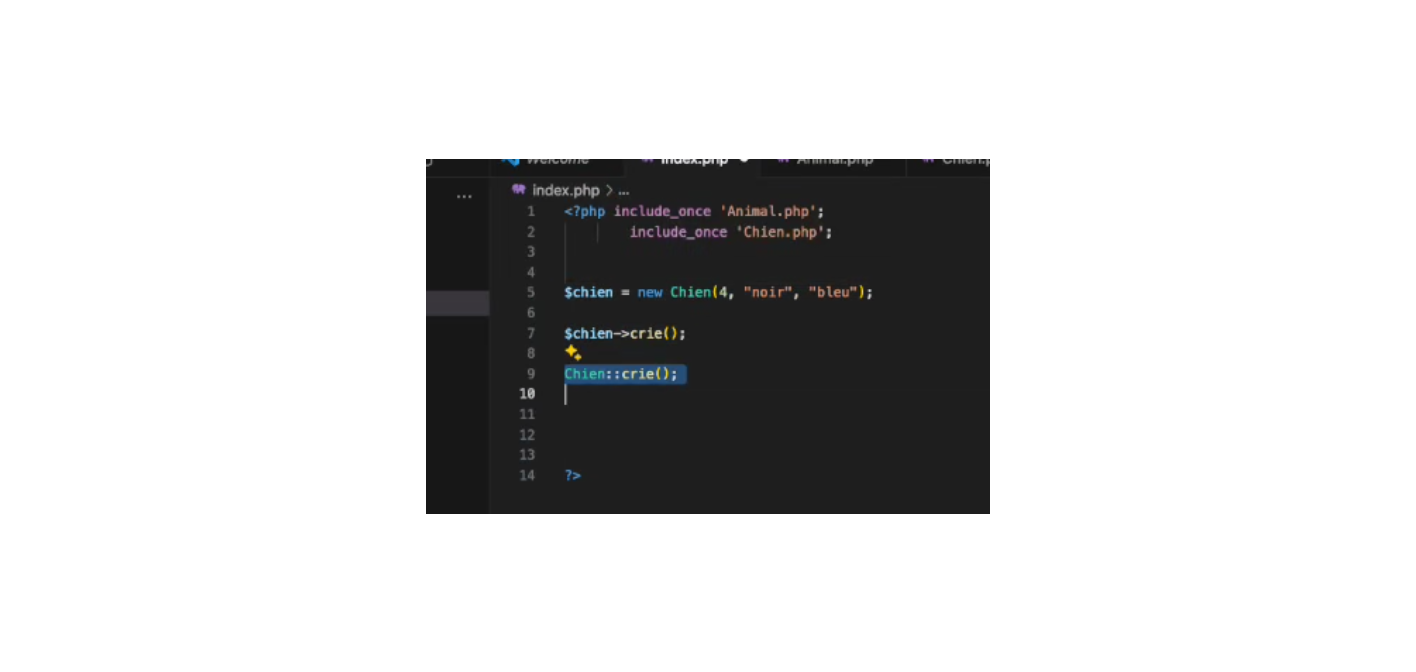 Welcome index.php Animal.php
index.php > ...
1 <?php include_once 'Animal.php';
2 include_once 'Chien.php';
3
4
5 $chien = new Chien(4, "noir", "bleu");
6
7 $chien->crie();
8
9 Chien::crie();
10
11
12
13
14 ?>